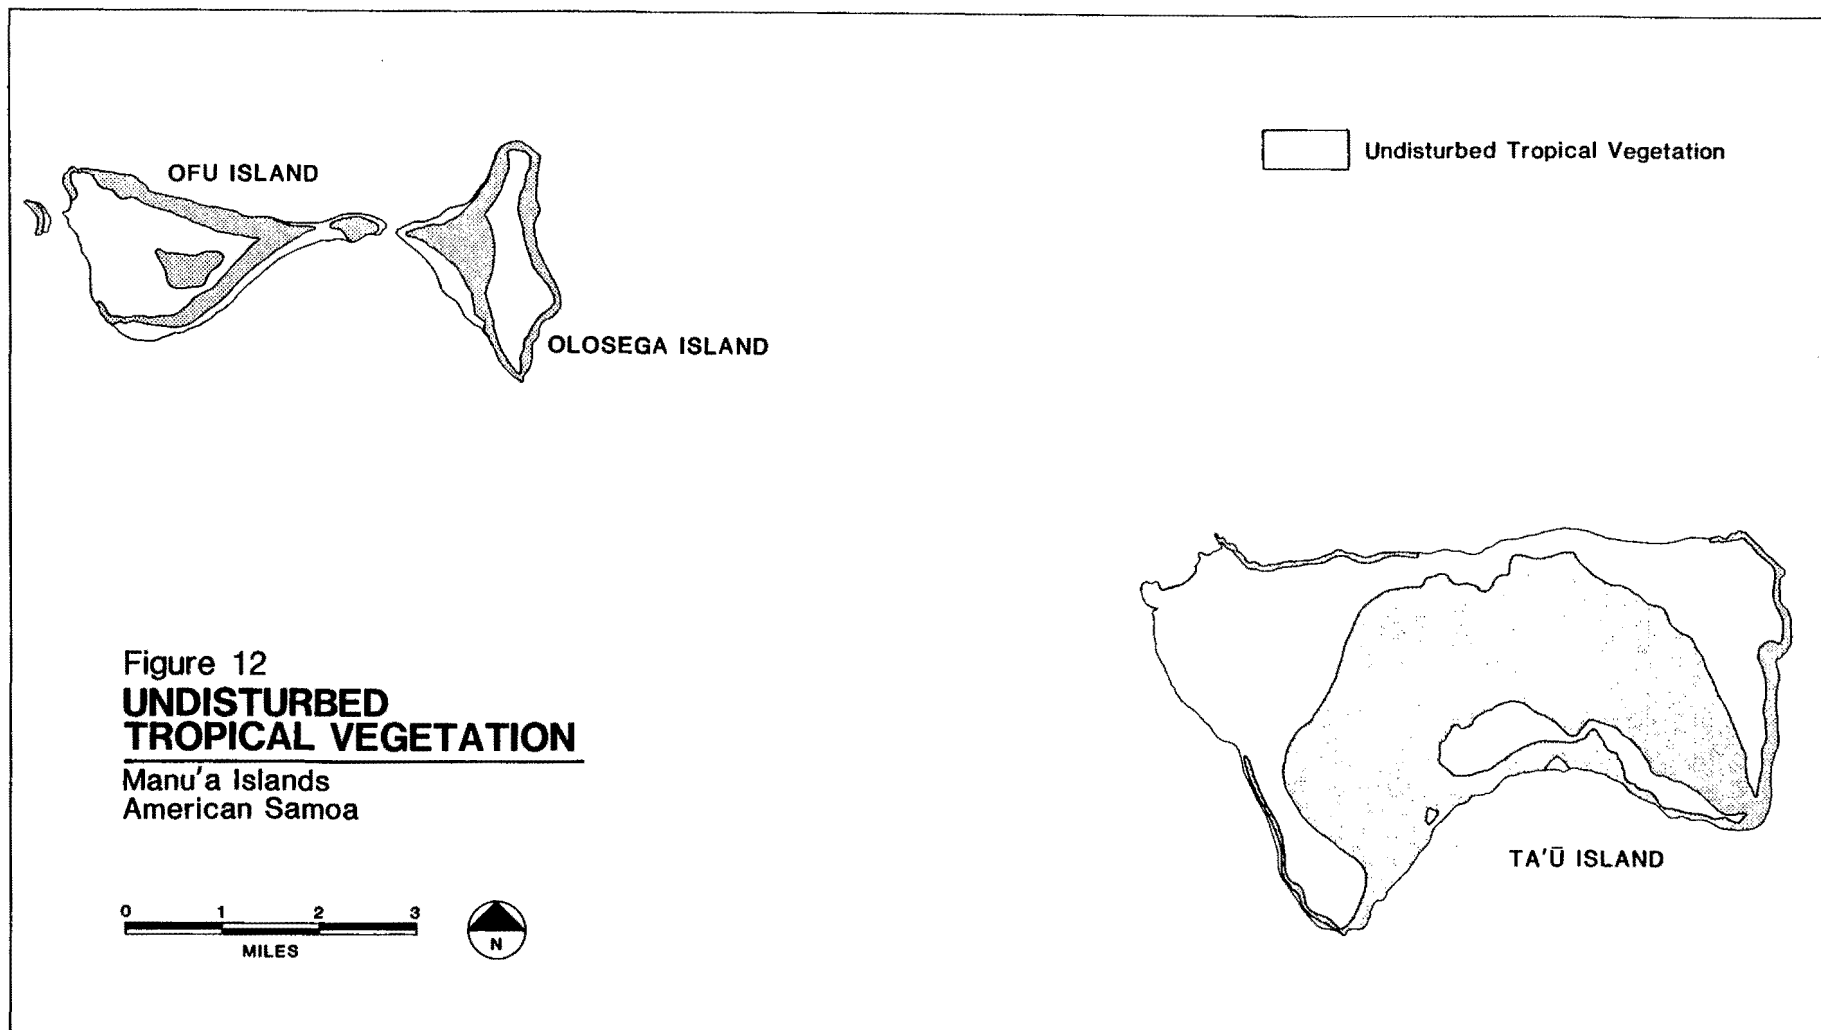 OFU ISLAND
Undisturbed Tropical Vegetation
OLOSEGA ISLAND
Figure 12
UNDISTURBED
TROPICAL VEGETATION
Manu'a Islands
American Samoa
TA'Ū ISLAND
0 1 2 3
MILES
N